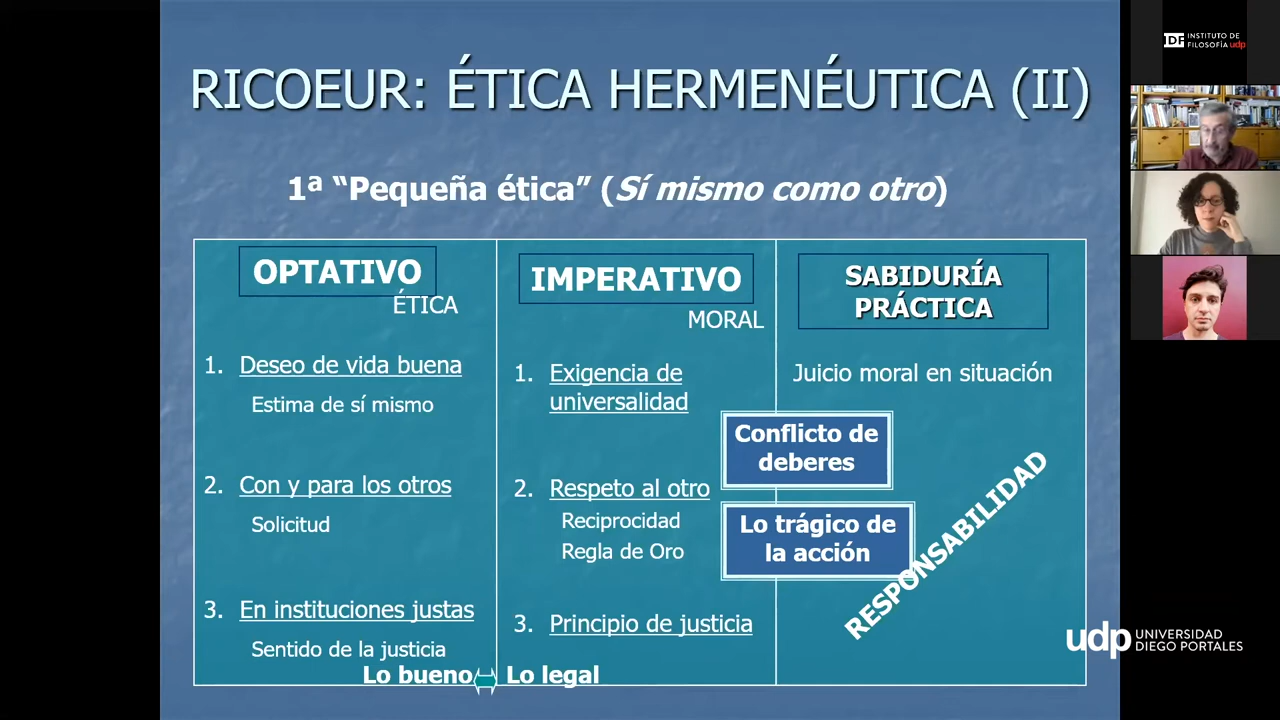 RICOEUR: ÉTICA HERMENÉUTICA (II)
1ª “Pequeña ética” (Sí mismo como otro)
OPTATIVO
ÉTICA
1. Deseo de vida buena
Estima de sí mismo
2. Con y para los otros
Solicitud
3. En instituciones justas
Sentido de la justicia
Lo bueno
Lo legal
IMPERATIVO
MORAL
1. Exigencia de
universalidad
2. Respeto al otro
Reciprocidad
Regla de Oro
3. Principio de justicia
SABIDURÍA
PRÁCTICA
Juicio moral en situación
Conflicto de
deberes
Lo trágico de
la acción
RESPONSABILIDAD
IDF INSTITUTO DE
FILOSOFÍA udp
udp UNIVERSIDAD
DIEGO PORTALES